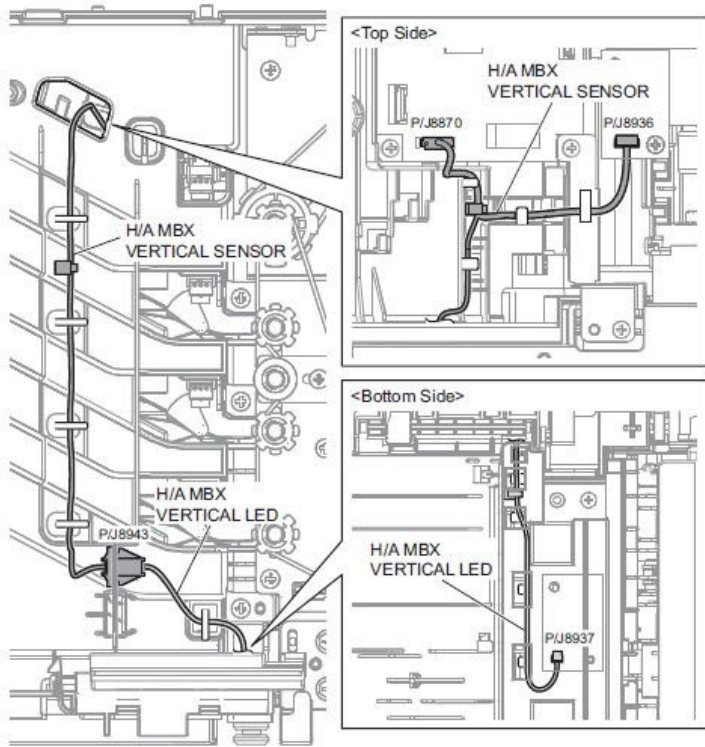 <Top Side>
H/A MBX
VERTICAL SENSOR
P/J8870
P/J8936
H/A MBX
VERTICAL SENSOR
<Bottom Side>
H/A MBX
VERTICAL LED
P/J8943
H/A MBX
VERTICAL LED
P/J8937